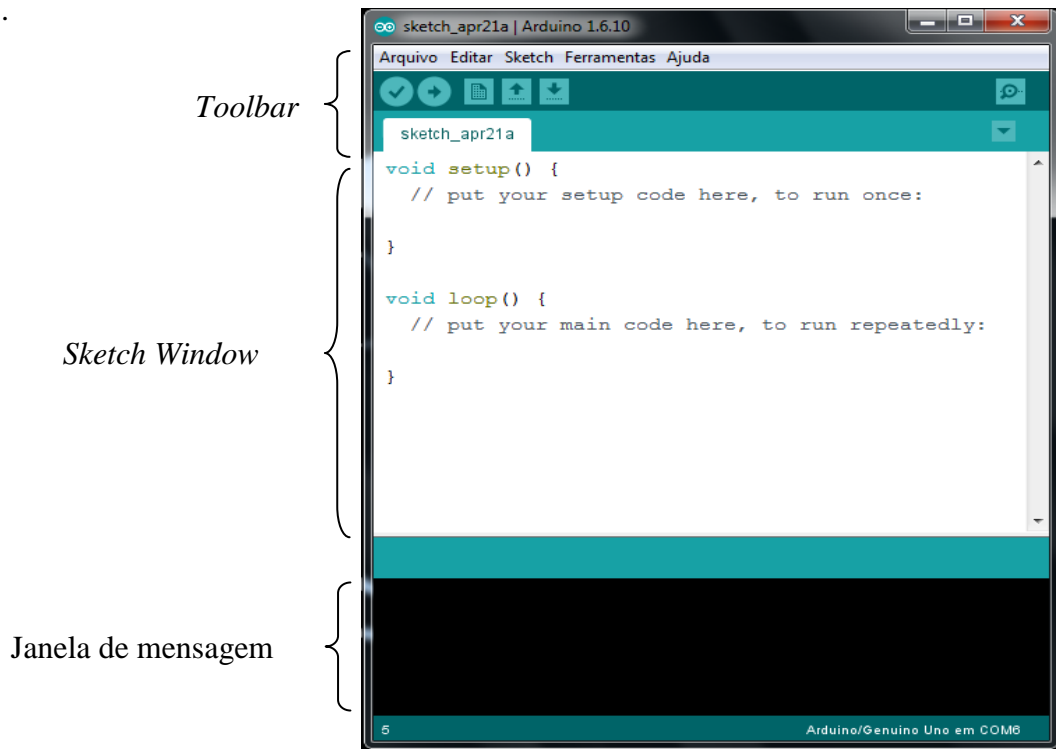 .
sketch_apr21a | Arduino 1.6.10
Arquivo Editar Sketch Ferramentas Ajuda
Toolbar
sketch_apr21a
void setup() {
// put your setup code here, to run once:
}
void loop() {
// put your main code here, to run repeatedly:
Sketch Window
}
Janela de mensagem
5
Arduino/Genuino Uno em COM6